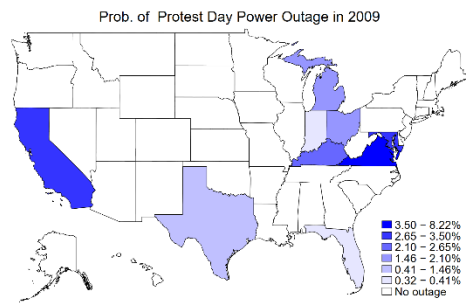 Prob. of Protest Day Power Outage in 2009
3.50 − 8.22%
2.65 − 3.50%
2.10 − 2.65%
1.46 − 2.10%
0.41 − 1.46%
0.32 − 0.41%
No outage